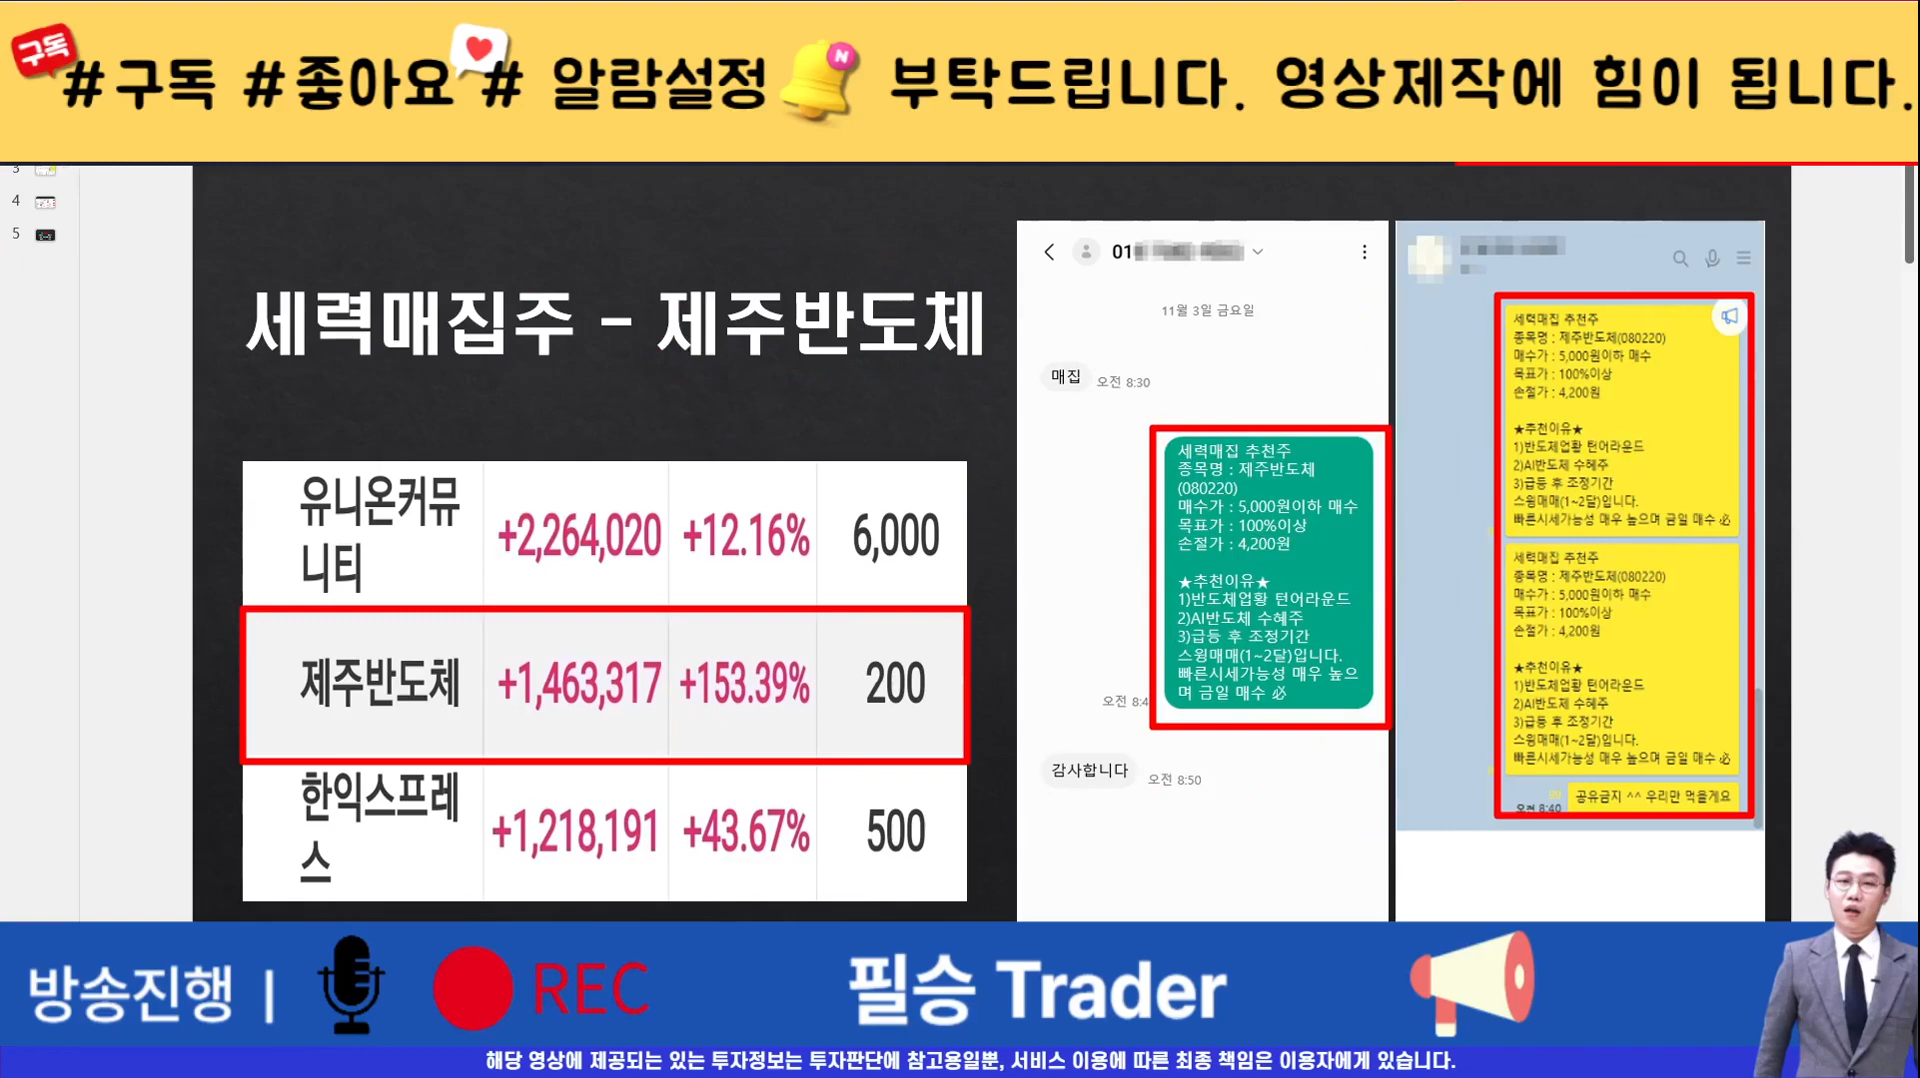 구독
#구독 #좋아요 # 알람설정 N 부탁드립니다. 영상제작에 힘이 됩니다.
3
4
5
세력매집주 - 제주반도체
유니온커뮤니티 +2,264,020 +12.16% 6,000
제주반도체 +1,463,317 +153.39% 200
한익스프레스 +1,218,191 +43.67% 500
01
11월 3일 금요일
매집 오전 8:30
세력매집 추천주
종목명 : 제주반도체
(080220)
매수가 : 5,000원이하 매수
목표가 : 100%이상
손절가 : 4,200원
★추천이유★
1)반도체업황 턴어라운드
2)AI반도체 수혜주
3)급등 후 조정기간
스윙매매(1~2달)입니다.
빠른시세가능성 매우 높으
며 금일 매수 必
오전 8:4
감사합니다 오전 8:50
세력매집 추천주
종목명 : 제주반도체(080220)
매수가 : 5,000원이하 매수
목표가 : 100%이상
손절가 : 4,200원
★추천이유★
1)반도체업황 턴어라운드
2)AI반도체 수혜주
3)급등 후 조정기간
스윙매매(1~2달)입니다.
빠른시세가능성 매우 높으며 금일 매수 必
세력매집 추천주
종목명 : 제주반도체(080220)
매수가 : 5,000원이하 매수
목표가 : 100%이상
손절가 : 4,200원
★추천이유★
1)반도체업황 턴어라운드
2)AI반도체 수혜주
3)급등 후 조정기간
스윙매매(1~2달)입니다.
빠른시세가능성 매우 높으며 금일 매수 必
오전 8:40 공유금지 ^^ 우리만 먹을게요
방송진행 | REC 필승 Trader
해당 영상에 제공되는 있는 투자정보는 투자판단에 참고용일뿐, 서비스 이용에 따른 최종 책임은 이용자에게 있습니다.